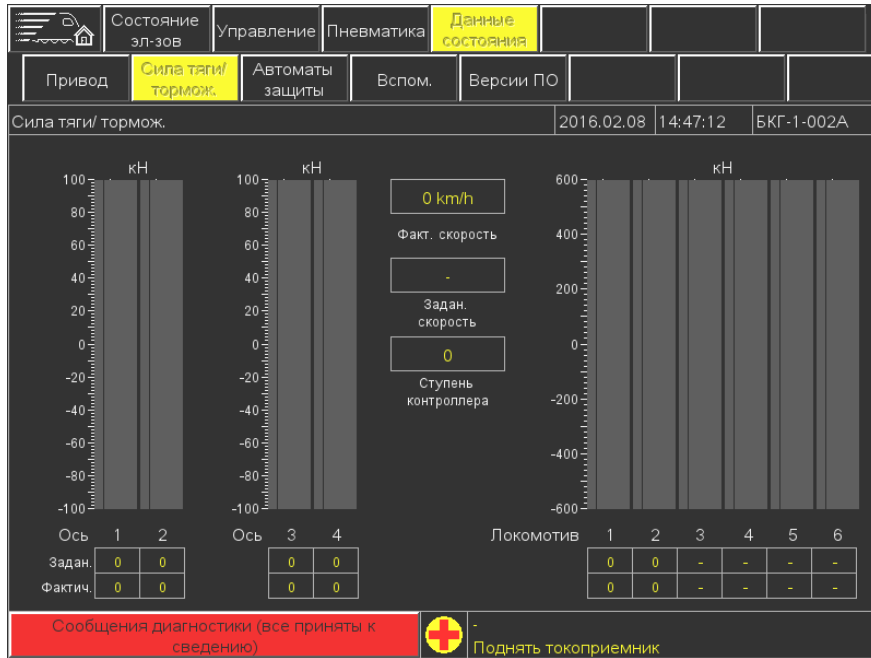 Состояние эл-зов
Управление
Пневматика
Данные состояния
Привод
Сила тяги/ тормож.
Автоматы защиты
Вспом.
Версии ПО
Сила тяги/ тормож.
2016.02.08
14:47:12
БКГ-1-002А
кН
100
80
60
40
20
0
-20
-40
-60
-80
-100
кН
100
80
60
40
20
0
-20
-40
-60
-80
-100
0 km/h
Факт. скорость
-
Задан.
скорость
0
Ступень
контроллера
кН
600
400
200
0
-200
-400
-600
Ось 1 2
Ось 3 4
Локомотив 1 2 3 4 5 6
Задан. 0 0 0 0 0 0 - - - -
Фактич. 0 0 0 0 0 0 - - - -
Сообщения диагностики (все приняты к
сведению)
-
Поднять токоприемник